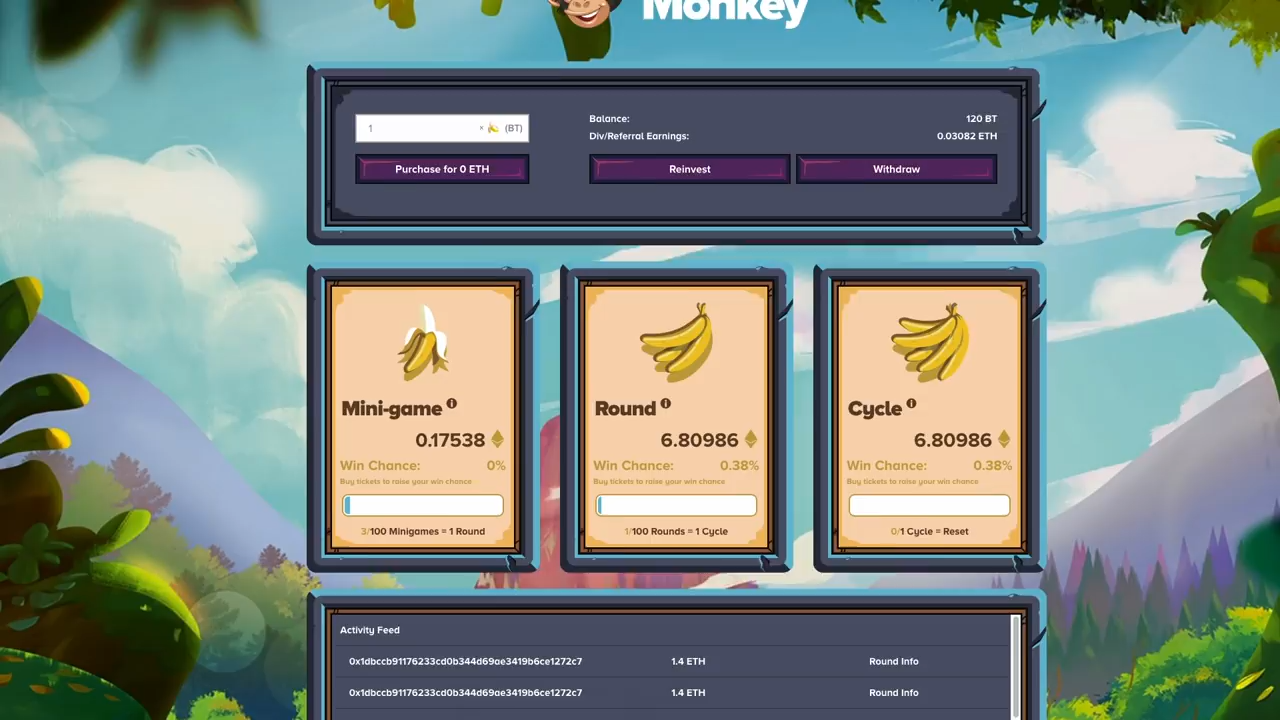 Monkey
1 × (BT)
Balance: 120 BT
Div/Referral Earnings: 0.03082 ETH
Purchase for 0 ETH
Reinvest
Withdraw
Mini-game
0.17538
Win Chance: 0%
Buy tickets to raise your win chance
3/100 Minigames = 1 Round
Round
6.80986
Win Chance: 0.38%
Buy tickets to raise your win chance
1/100 Rounds = 1 Cycle
Cycle
6.80986
Win Chance: 0.38%
Buy tickets to raise your win chance
0/1 Cycle = Reset
Activity Feed
0x1dbccb91176233cd0b344d69ae3419b6ce1272c7 1.4 ETH Round Info
0x1dbccb91176233cd0b344d69ae3419b6ce1272c7 1.4 ETH Round Info